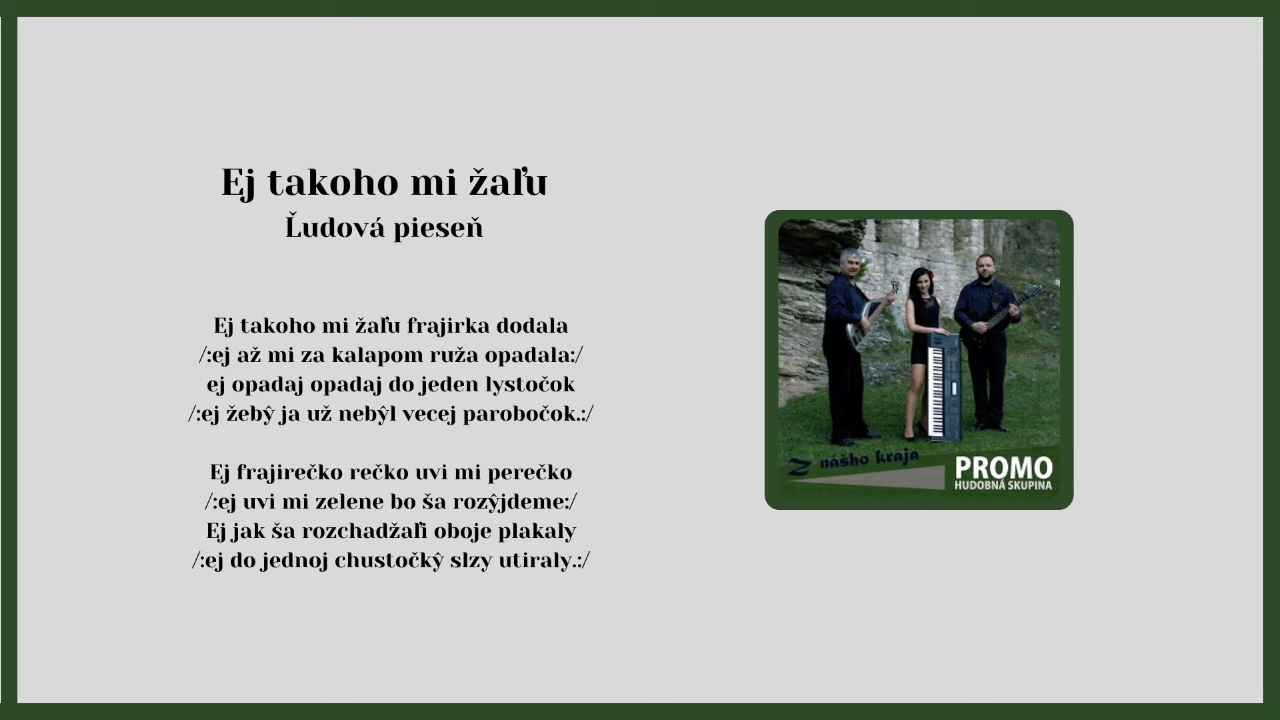 Ej takoho mi žaľu
Ľudová pieseň
Ej takoho mi žaľu frajirka dodala
/:ej až mi za kalapom ruža opadala:/
ej opadaj opadaj do jeden lystočok
/:ej žebŷ ja už nebŷl vecej parobočok.:/
Ej frajirečko rečko uvi mi perečko
/:ej uvi mi zelene bo ša rozŷjdeme:/
Ej jak ša rozchadžaľi oboje plakaly
/:ej do jednoj chustočkŷ slzy utiraly.:/
Z nášho kraja
PROMO
HUDOBNÁ SKUPINA